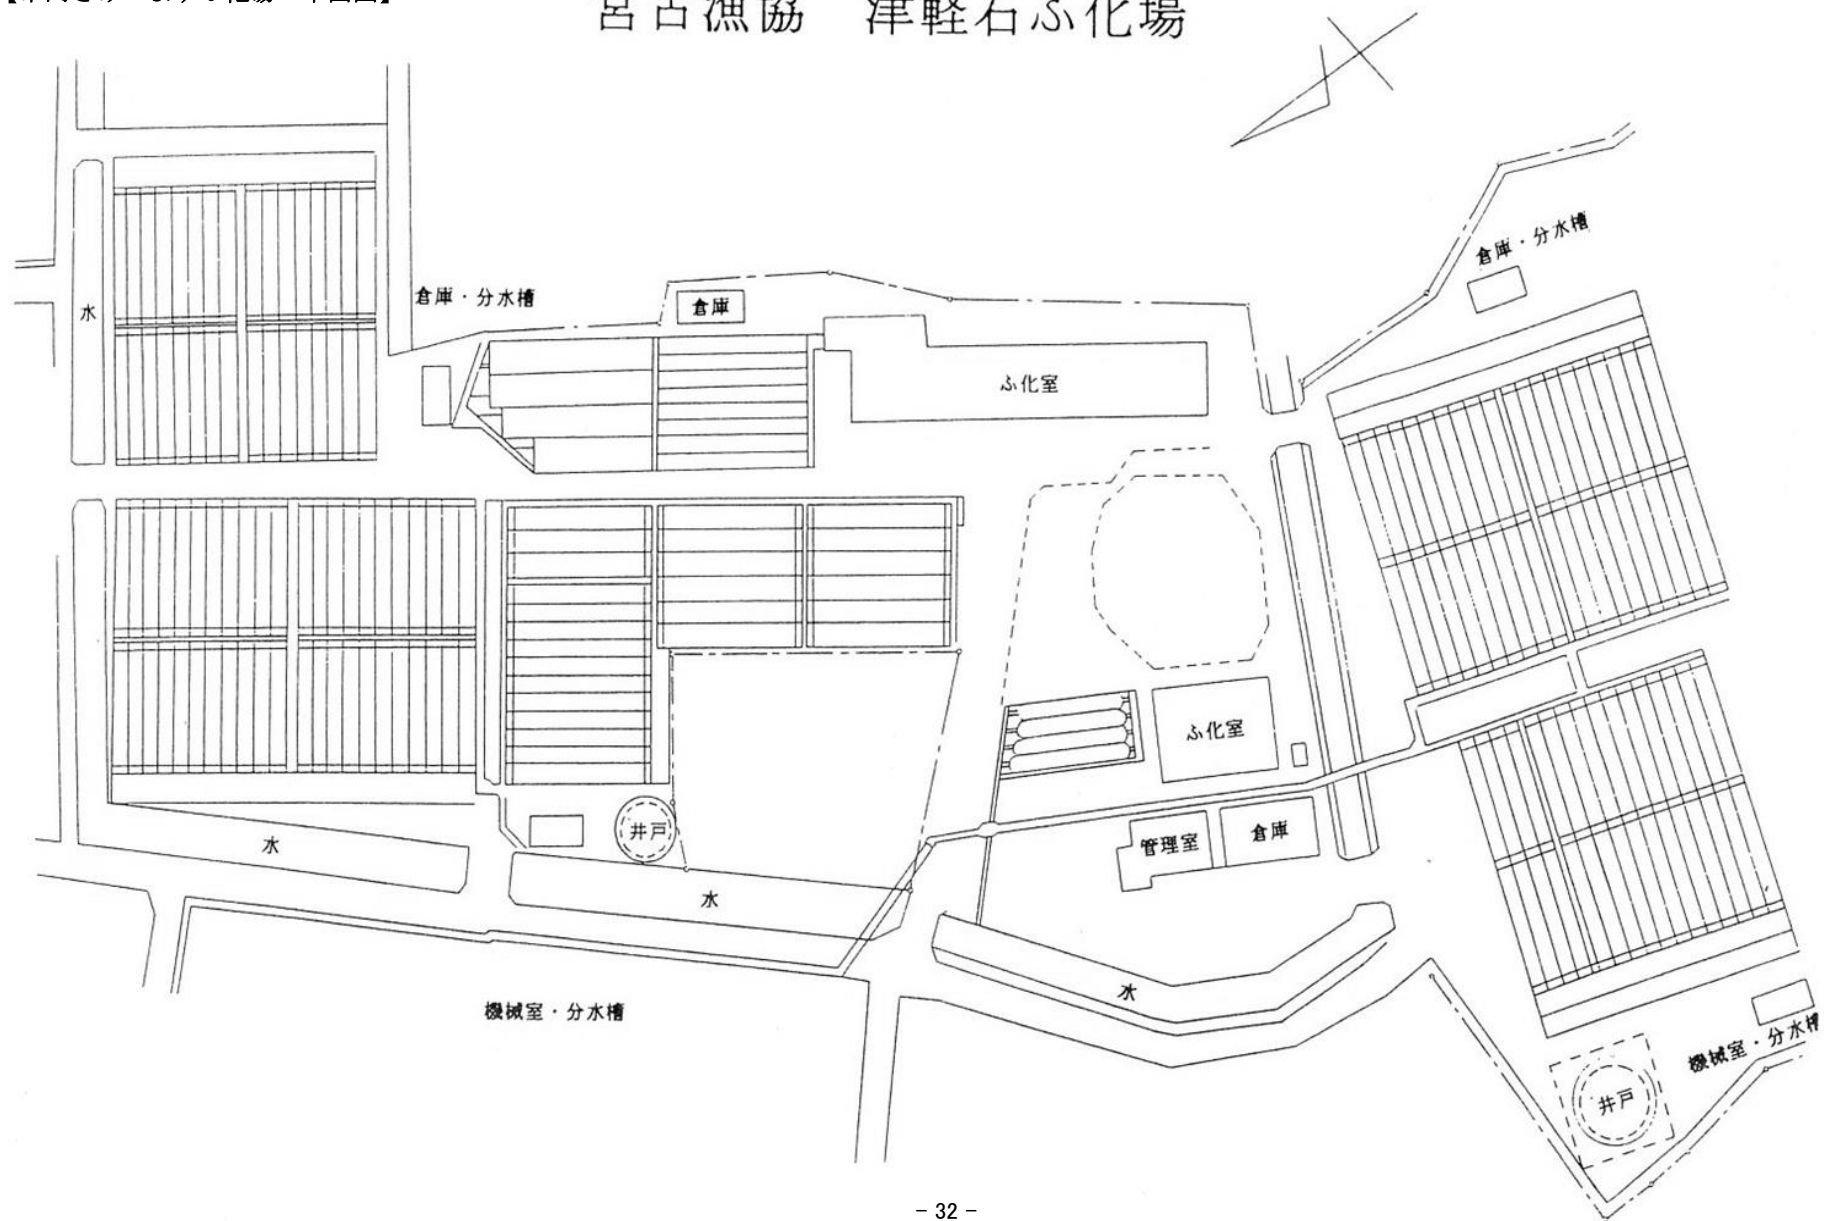 宮古漁協　津軽石ふ化場
倉庫・分水槽
倉庫・分水槽
倉庫
水
ふ化室
ふ化室
井戸
管理室
倉庫
水
水
水
機械室・分水槽
機械室・分水槽
井戸
- 32 -